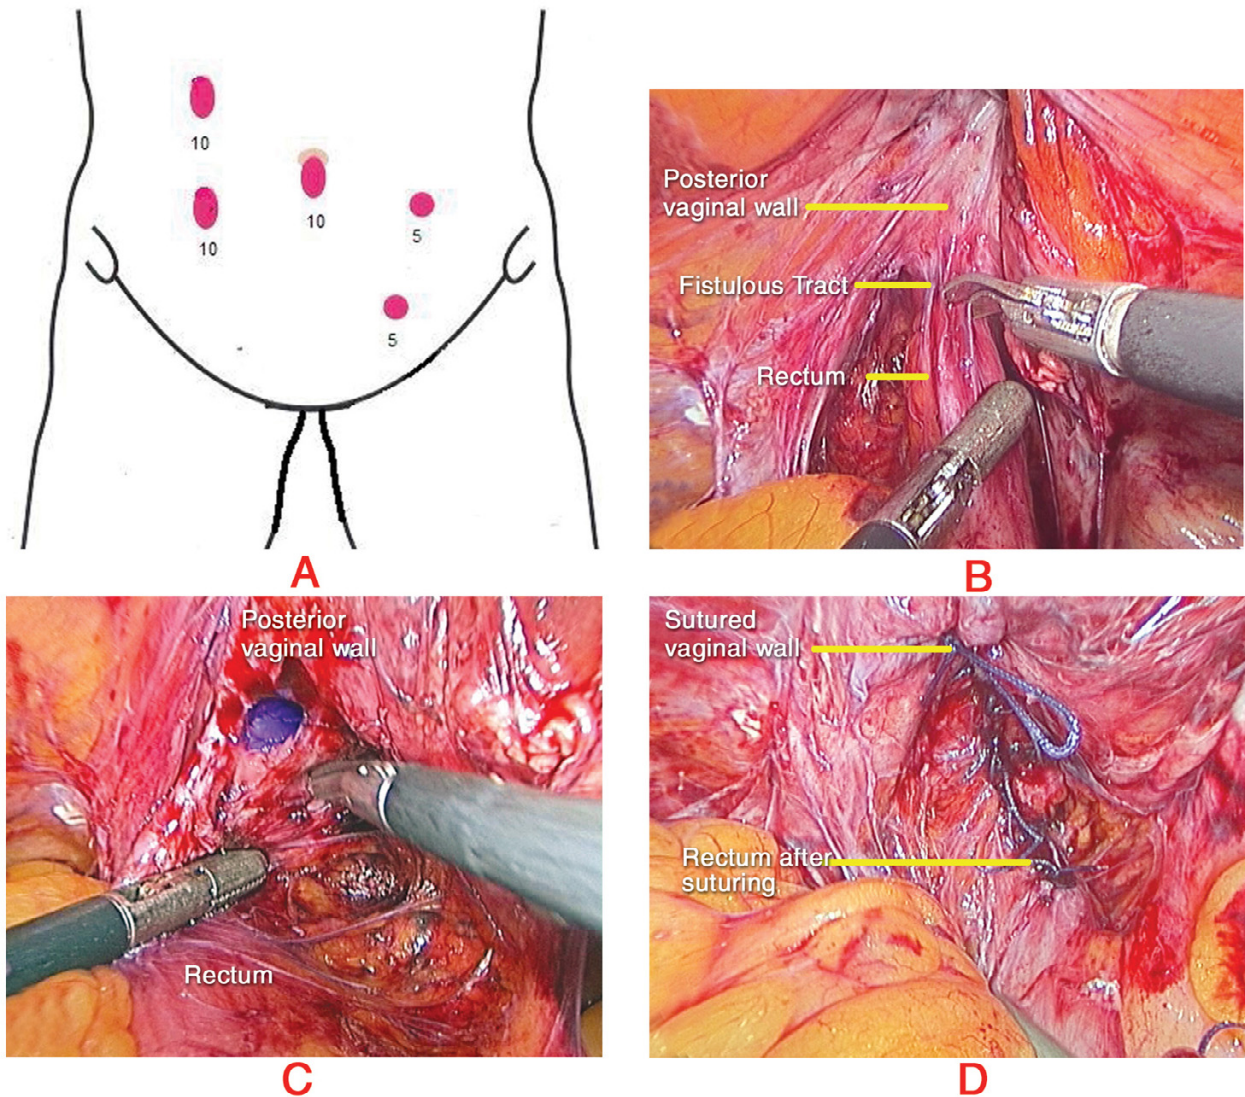 10
10
10
5
5
A
Posterior
vaginal wall
Fistulous Tract
Rectum
B
Posterior
vaginal wall
Rectum
C
Sutured
vaginal wall
Rectum after
suturing
D